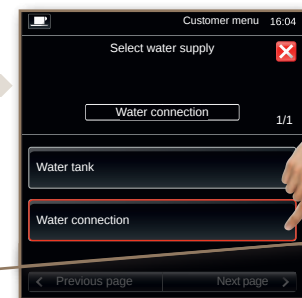 Customer menu 16:04
Select water supply
Water connection
1/1
Water tank
Water connection
Previous page Next page